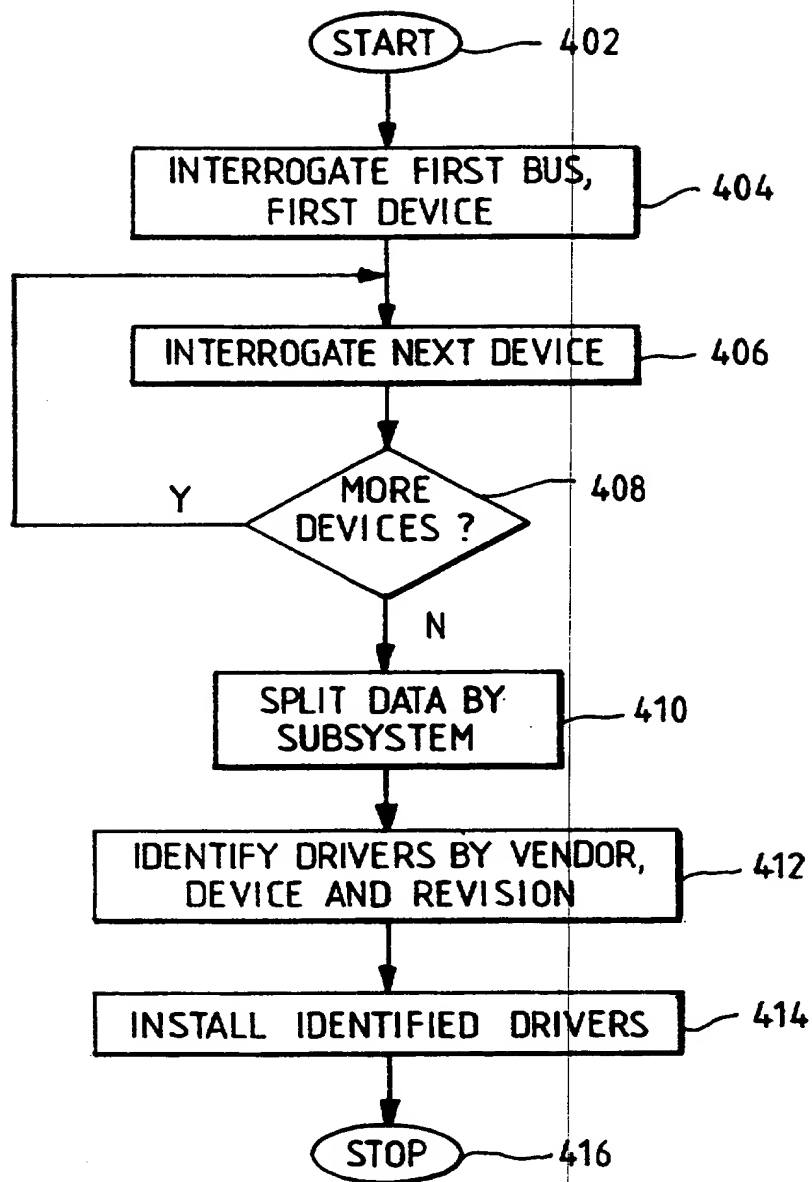 START
402
INTERROGATE FIRST BUS,
FIRST DEVICE
404
INTERROGATE NEXT DEVICE
406
MORE
DEVICES ?
408
Y
N
SPLIT DATA BY
SUBSYSTEM
410
IDENTIFY DRIVERS BY VENDOR,
DEVICE AND REVISION
412
INSTALL IDENTIFIED DRIVERS
414
STOP
416